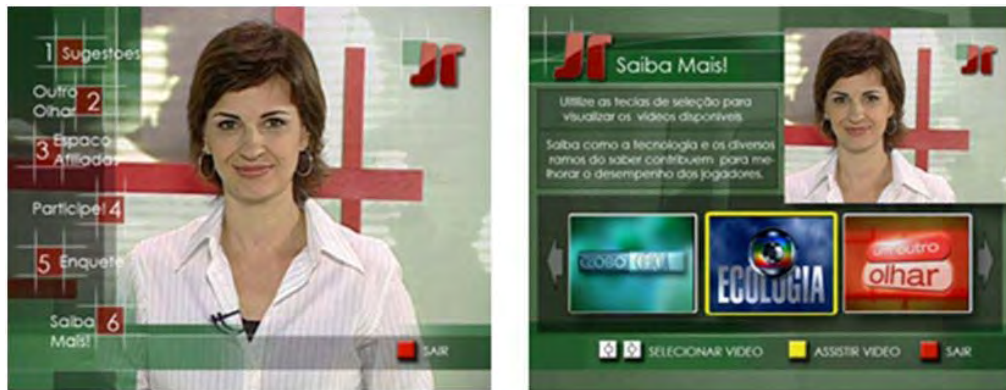 1 Sugestoes
Outro
Olhar 2
3 Espaco
Afiliadas
Participe! 4
5 Enquete
Saiba 6
Mais!
SAIR
Saiba Mais!
Utilize as teclas de seleção para
visualizar os vídeos disponíveis
Saiba como a tecnologia e os diversos
ramos do saber contribuem para me-
lhorar o desempenho dos jogadores.
GLOBO
ECOLOGIA
um outro
olhar
SELECIONAR VIDEO
ASSISTIR VIDEO
SAIR